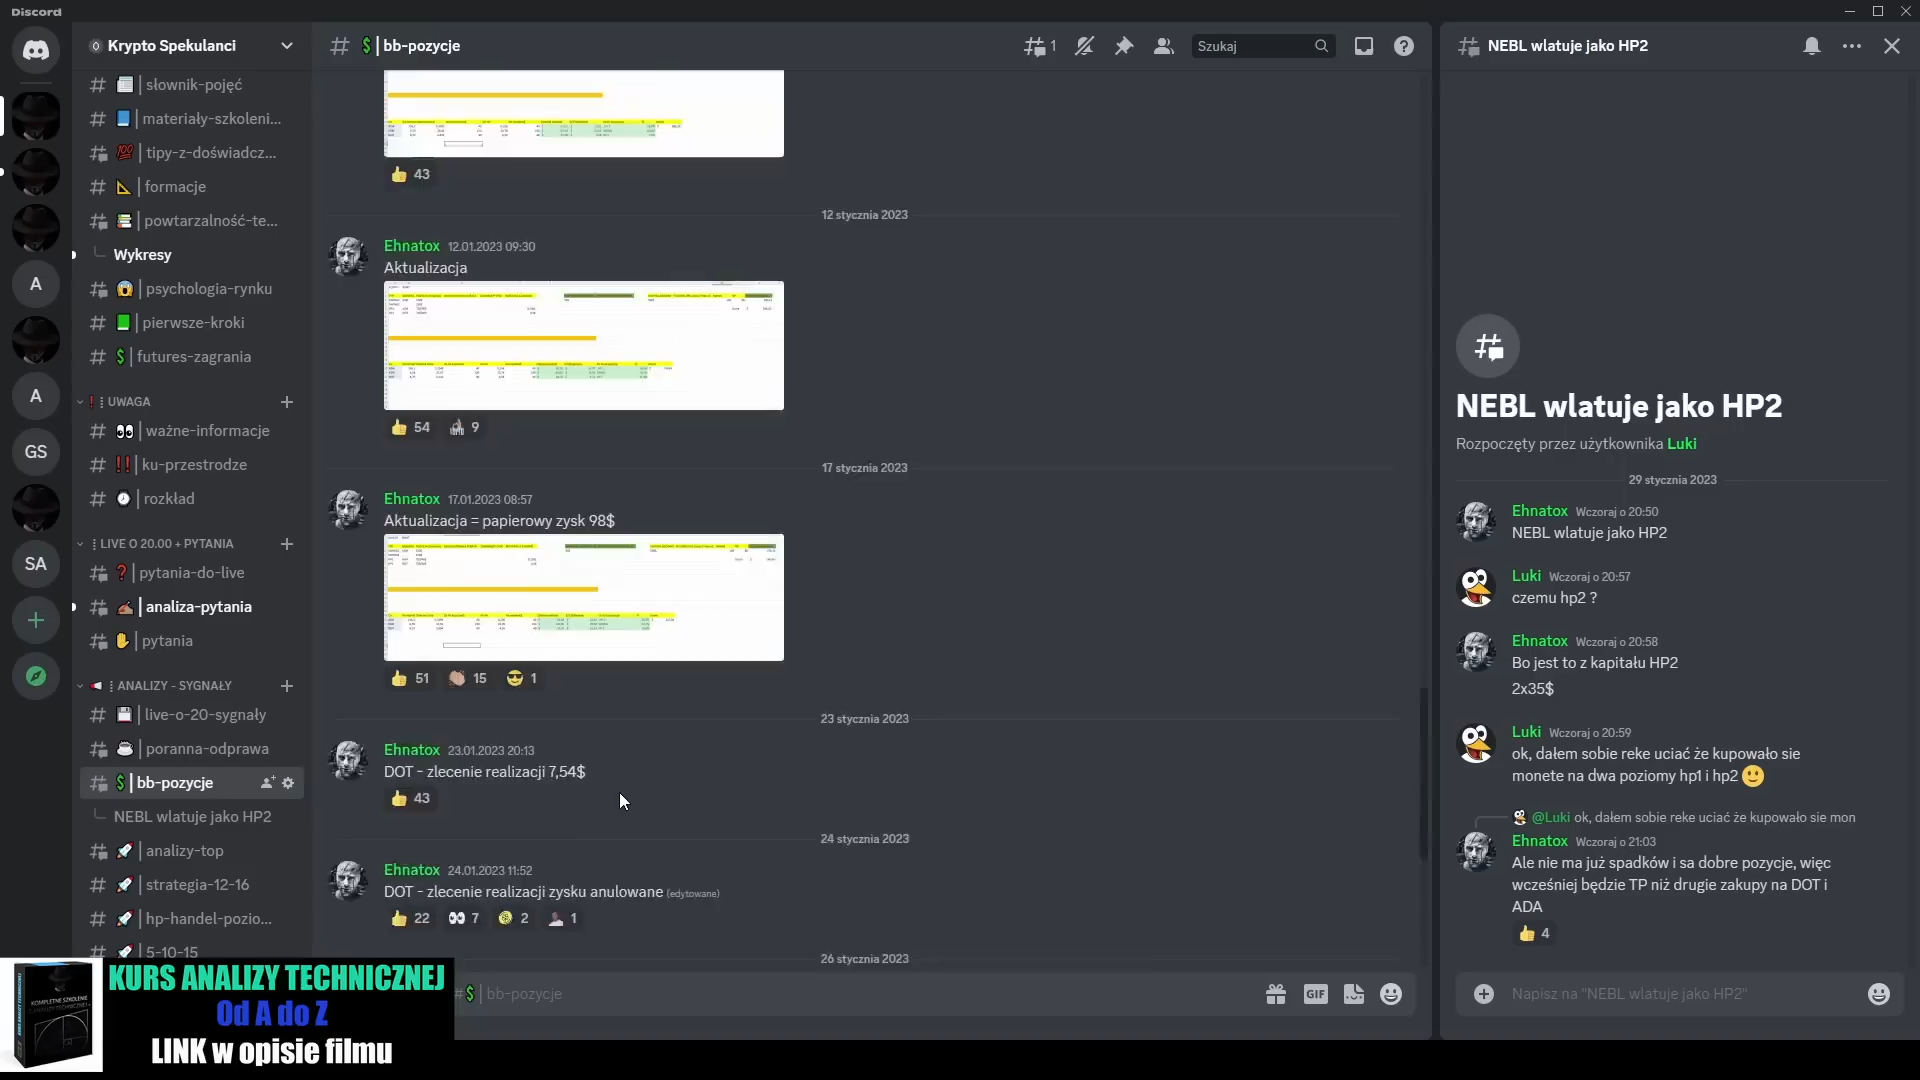 Discord
Krypto Spekulanci
słownik-pojęć
materiały-szkoleni...
tipy-z-doświadcz...
formacje
powtarzalność-te...
Wykresy
psychologia-rynku
pierwsze-kroki
futures-zagrania
UWAGA
ważne-informacje
ku-przestrodze
rozkład
LIVE O 20.00 + PYTANIA
pytania-do-live
analiza-pytania
pytania
ANALIZY - SYGNAŁY
live-o-20-sygnały
poranna-odprawa
bb-pozycje
NEBL wlatuje jako HP2
analizy-top
strategia-12-16
hp-handel-pozio...
5-10-15
A
A
GS
SA
bb-pozycje
1
Szukaj
43
12 stycznia 2023
Ehnatox 12.01.2023 09:30
Aktualizacja
54 9
17 stycznia 2023
Ehnatox 17.01.2023 08:57
Aktualizacja = papierowy zysk 98$
51 15 1
23 stycznia 2023
Ehnatox 23.01.2023 20:13
DOT - zlecenie realizacji 7,54$
43
24 stycznia 2023
Ehnatox 24.01.2023 11:52
DOT - zlecenie realizacji zysku anulowane (edytowane)
22 7 2 1
26 stycznia 2023
bb-pozycje
GIF
NEBL wlatuje jako HP2
NEBL wlatuje jako HP2
Rozpoczęty przez użytkownika Luki
29 stycznia 2023
Ehnatox Wczoraj o 20:50
NEBL wlatuje jako HP2
Luki Wczoraj o 20:57
czemu hp2 ?
Ehnatox Wczoraj o 20:58
Bo jest to z kapitału HP2
2x35$
Luki Wczoraj o 20:59
ok, dałem sobie reke uciać że kupowało sie
monete na dwa poziomy hp1 i hp2
@Luki ok, dałem sobie reke uciać że kupowało sie mon
Ehnatox Wczoraj o 21:03
Ale nie ma już spadków i sa dobre pozycje, więc
wcześniej będzie TP niż drugie zakupy na DOT i
ADA
4
Napisz na "NEBL wlatuje jako HP2"
KURS ANALIZY TECHNICZNEJ
Od A do Z
LINK w opisie filmu